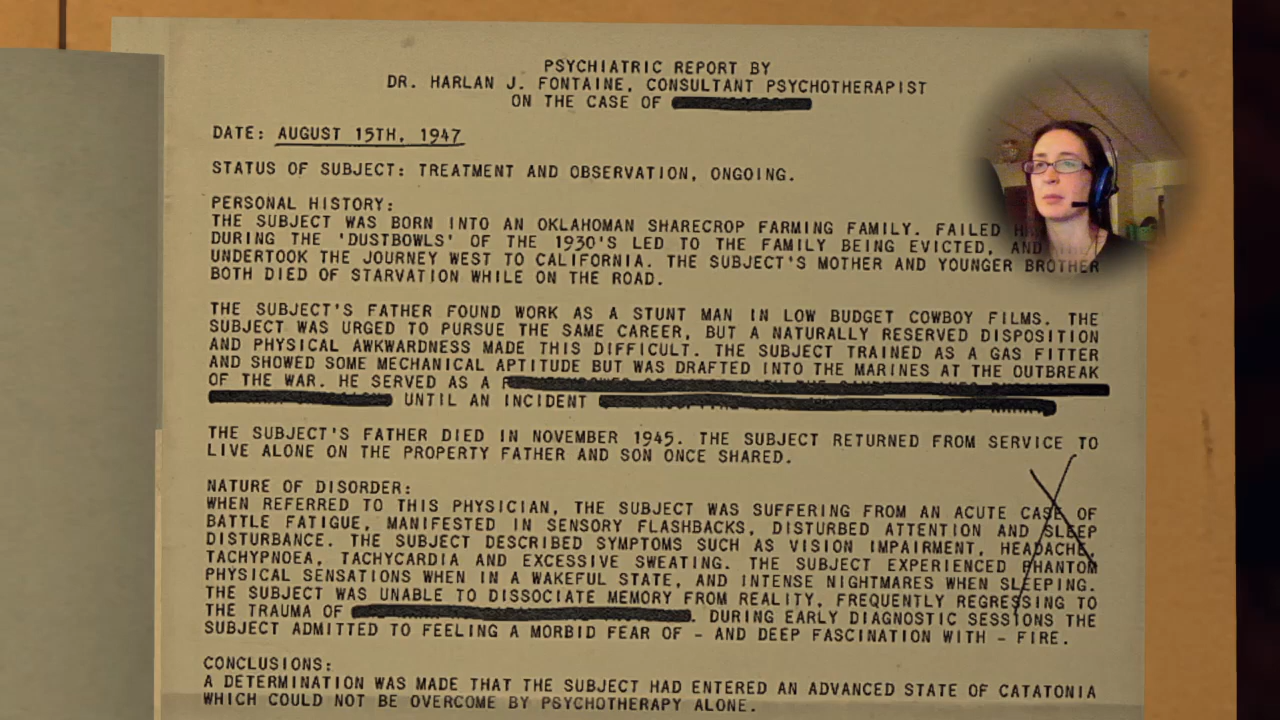 PSYCHIATRIC REPORT BY
DR. HARLAN J. FONTAINE, CONSULTANT PSYCHOTHERAPIST
ON THE CASE OF
DATE: AUGUST 15TH, 1947
STATUS OF SUBJECT: TREATMENT AND OBSERVATION, ONGOING.
PERSONAL HISTORY:
THE SUBJECT WAS BORN INTO AN OKLAHOMAN SHARECROP FARMING FAMILY. FAILED
DURING THE 'DUSTBOWLS' OF THE 1930'S LED TO THE FAMILY BEING EVICTED, AND
UNDERTOOK THE JOURNEY WEST TO CALIFORNIA. THE SUBJECT'S MOTHER AND YOUNGER BROTHER
BOTH DIED OF STARVATION WHILE ON THE ROAD.
THE SUBJECT'S FATHER FOUND WORK AS A STUNT MAN IN LOW BUDGET COWBOY FILMS. THE
SUBJECT WAS URGED TO PURSUE THE SAME CAREER, BUT A NATURALLY RESERVED DISPOSITION
AND PHYSICAL AWKWARDNESS MADE THIS DIFFICULT. THE SUBJECT TRAINED AS A GAS FITTER
AND SHOWED SOME MECHANICAL APTITUDE BUT WAS DRAFTED INTO THE MARINES AT THE OUTBREAK
OF THE WAR. HE SERVED AS A
UNTIL AN INCIDENT
THE SUBJECT'S FATHER DIED IN NOVEMBER 1945. THE SUBJECT RETURNED FROM SERVICE TO
LIVE ALONE ON THE PROPERTY FATHER AND SON ONCE SHARED.
NATURE OF DISORDER:
WHEN REFERRED TO THIS PHYSICIAN, THE SUBJECT WAS SUFFERING FROM AN ACUTE CASE OF
BATTLE FATIGUE, MANIFESTED IN SENSORY FLASHBACKS, DISTURBED ATTENTION AND SLEEP
DISTURBANCE. THE SUBJECT DESCRIBED SYMPTOMS SUCH AS VISION IMPAIRMENT, HEADACHE,
TACHYPNOEA, TACHYCARDIA AND EXCESSIVE SWEATING. THE SUBJECT EXPERIENCED PHANTOM
PHYSICAL SENSATIONS WHEN IN A WAKEFUL STATE, AND INTENSE NIGHTMARES WHEN SLEEPING.
THE SUBJECT WAS UNABLE TO DISSOCIATE MEMORY FROM REALITY, FREQUENTLY REGRESSING TO
THE TRAUMA OF . DURING EARLY DIAGNOSTIC SESSIONS THE
SUBJECT ADMITTED TO FEELING A MORBID FEAR OF - AND DEEP FASCINATION WITH - FIRE.
CONCLUSIONS:
A DETERMINATION WAS MADE THAT THE SUBJECT HAD ENTERED AN ADVANCED STATE OF CATATONIA
WHICH COULD NOT BE OVERCOME BY PSYCHOTHERAPY ALONE.